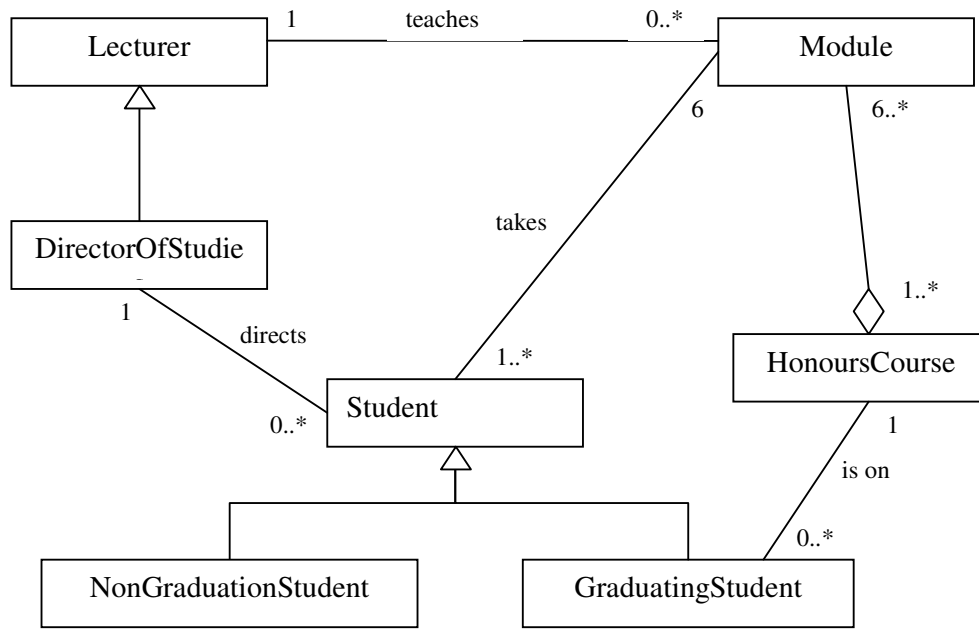 1 teaches 0..*
Lecturer Module
6 6..*
takes
DirectorOfStudie
1 1..*
directs
1..* HonoursCourse
Student
0..* 1
is on
0..*
NonGraduationStudent GraduatingStudent